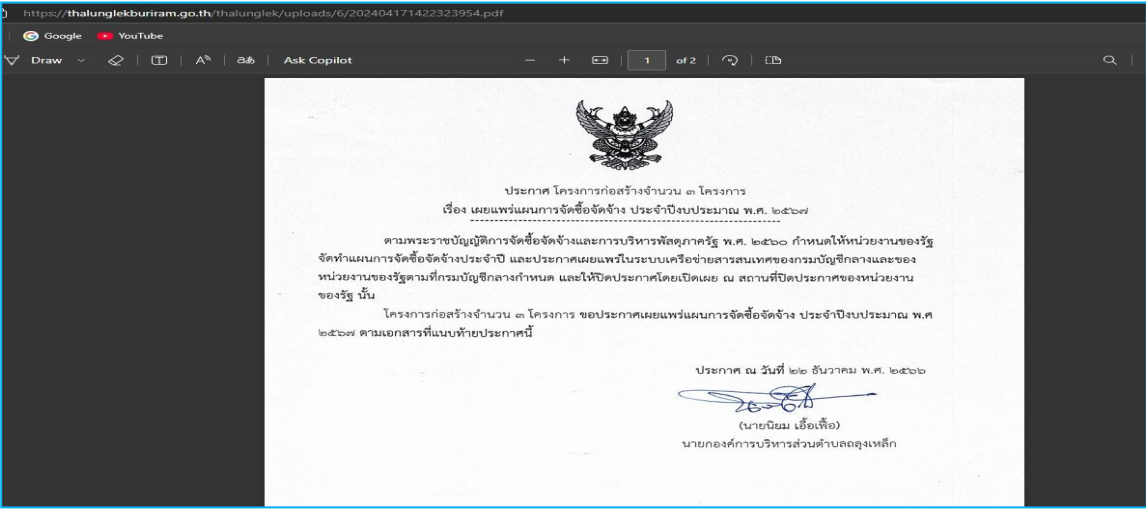 https://thalunglekburiram.go.th/thalunglek/uploads/6/202404171422323954.pdf
Google YouTube
Draw Ask Copilot 1 of 2
ประกาศ โครงการก่อสร้างจำนวน ๓ โครงการ
เรื่อง เผยแพร่แผนการจัดซื้อจัดจ้าง ประจำปีงบประมาณ พ.ศ. ๒๕๖๗
ตามพระราชบัญญัติการจัดซื้อจัดจ้างและการบริหารพัสดุภาครัฐ พ.ศ. ๒๕๖๐ กำหนดให้หน่วยงานของรัฐ
จัดทำแผนการจัดซื้อจัดจ้างประจำปี และประกาศเผยแพร่ในระบบเครือข่ายสารสนเทศของกรมบัญชีกลางและของ
หน่วยงานของรัฐตามที่กรมบัญชีกลางกำหนด และให้ปิดประกาศโดยเปิดเผย ณ สถานที่ปิดประกาศของหน่วยงาน
ของรัฐ นั้น
โครงการก่อสร้างจำนวน ๓ โครงการ ขอประกาศเผยแพร่แผนการจัดซื้อจัดจ้าง ประจำปีงบประมาณ พ.ศ
๒๕๖๗ ตามเอกสารที่แนบท้ายประกาศนี้
ประกาศ ณ วันที่ ๒๒ ธันวาคม พ.ศ. ๒๕๖๖
(นายนิยม เอื้อเฟื้อ)
นายกองค์การบริหารส่วนตำบลถลุงเหล็ก